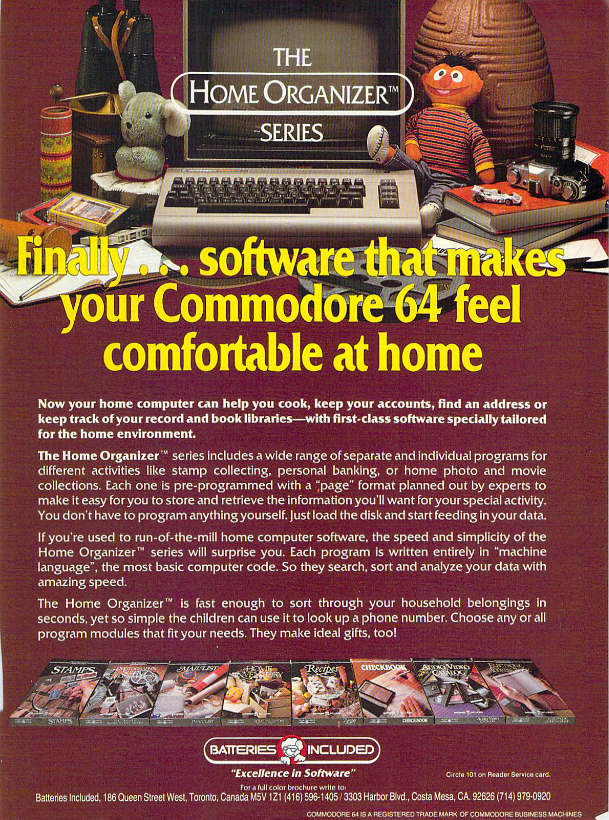 THE
HOME ORGANIZER™
SERIES
Finally . . . software that makes
your Commodore 64™ feel
comfortable at home
Now your home computer can help you cook, keep your accounts, find an address or
keep track of your record and book libraries—with first-class software specially tailored
for the home environment.
The Home Organizer™ series includes a wide range of separate and individual programs for
different activities like stamp collecting, personal banking, or home photo and movie
collections. Each one is pre-programmed with a "page" format planned out by experts to
make it easy for you to store and retrieve the information you'll want for your special activity.
You don't have to program anything yourself. Just load the disk and start feeding in your data.
If you're used to run-of-the-mill home computer software, the speed and simplicity of the
Home Organizer™ series will surprise you. Each program is written entirely in "machine
language", the most basic computer code. So they search, sort and analyze your data with
amazing speed.
The Home Organizer™ is fast enough to sort through your household belongings in
seconds, yet so simple the children can use it to look up a phone number. Choose any or all
program modules that fit your needs. They make ideal gifts, too!
STAMPS
MAIL LIST
HOME
INVENTORY
Recipes
CHECKBOOK
AUDIO/VIDEO
CATALOG
ELECTRONIC
ADDRESS BOOK
STAMPS
CHECKBOOK
BATTERIES INCLUDED
"Excellence in Software"
Circle 101 on Reader Service card.
For a full color brochure write to:
Batteries Included, 186 Queen Street West, Toronto, Canada M5V 1Z1 (416) 596-1405 / 3303 Harbor Blvd., Costa Mesa, CA. 92626 (714) 979-0920
COMMODORE 64 IS A REGISTERED TRADE MARK OF COMMODORE BUSINESS MACHINES